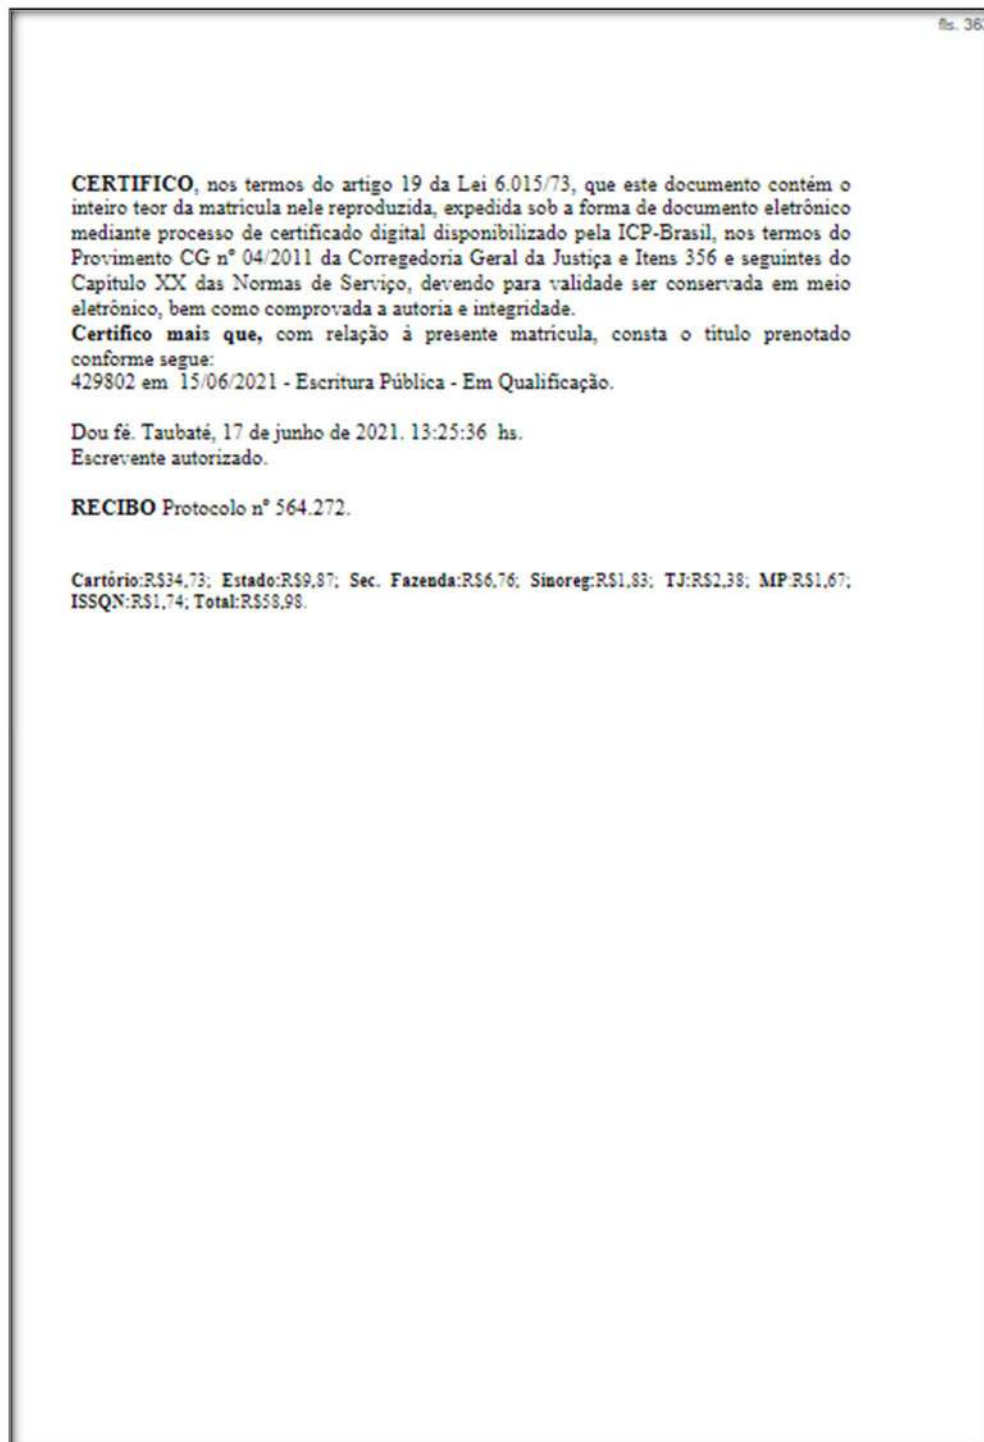 fls. 363
CERTIFICO, nos termos do artigo 19 da Lei 6.015/73, que este documento contém o
inteiro teor da matrícula nele reproduzida, expedida sob a forma de documento eletrônico
mediante processo de certificado digital disponibilizado pela ICP-Brasil, nos termos do
Provimento CG nº 04/2011 da Corregedoria Geral da Justiça e Itens 356 e seguintes do
Capítulo XX das Normas de Serviço, devendo para validade ser conservada em meio
eletrônico, bem como comprovada a autoria e integridade.
Certifico mais que, com relação à presente matrícula, consta o título prenotado
conforme segue:
429802 em 15/06/2021 - Escritura Pública - Em Qualificação.
Dou fé. Taubaté, 17 de junho de 2021. 13:25:36 hs.
Escrevente autorizado.
RECIBO Protocolo nº 564.272.
Cartório:R$34,73; Estado:R$9,87; Sec. Fazenda:R$6,76; Sinoreg:R$1,83; TJ:R$2,38; MP:R$1,67;
ISSQN:R$1,74; Total:R$58,98.